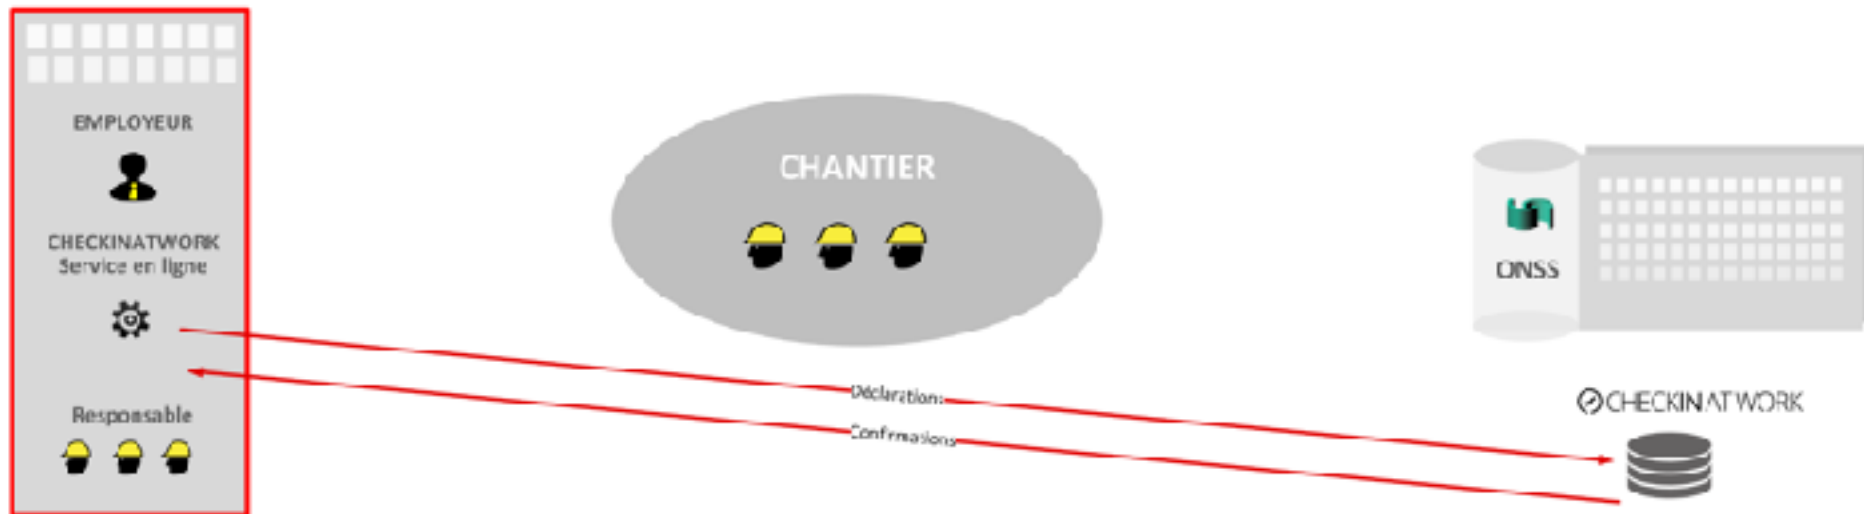 EMPLOYEUR
CHECKINATWORK
Service en ligne
Responsable
CHANTIER
Déclarations
Confirmations
ONSS
CHECKINATWORK